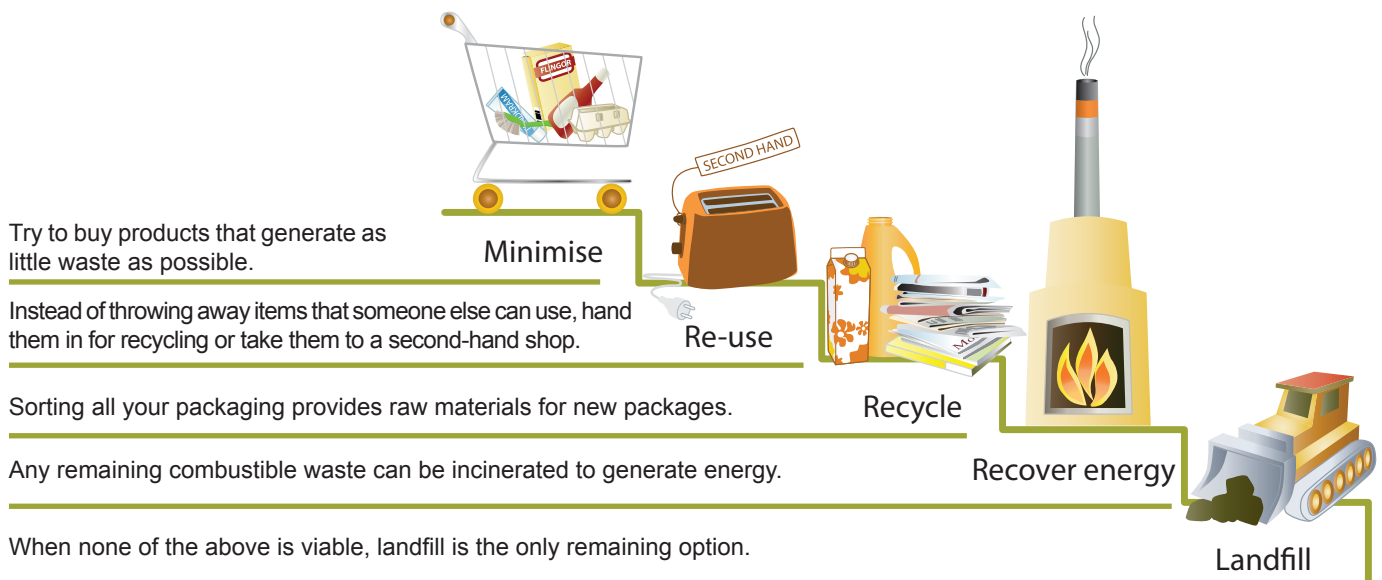 FLINGOR
SECOND HAND
Try to buy products that generate as
little waste as possible.
Minimise
Instead of throwing away items that someone else can use, hand
them in for recycling or take them to a second-hand shop.
Re-use
Sorting all your packaging provides raw materials for new packages.
Recycle
Any remaining combustible waste can be incinerated to generate energy.
Recover energy
When none of the above is viable, landfill is the only remaining option.
Landfill